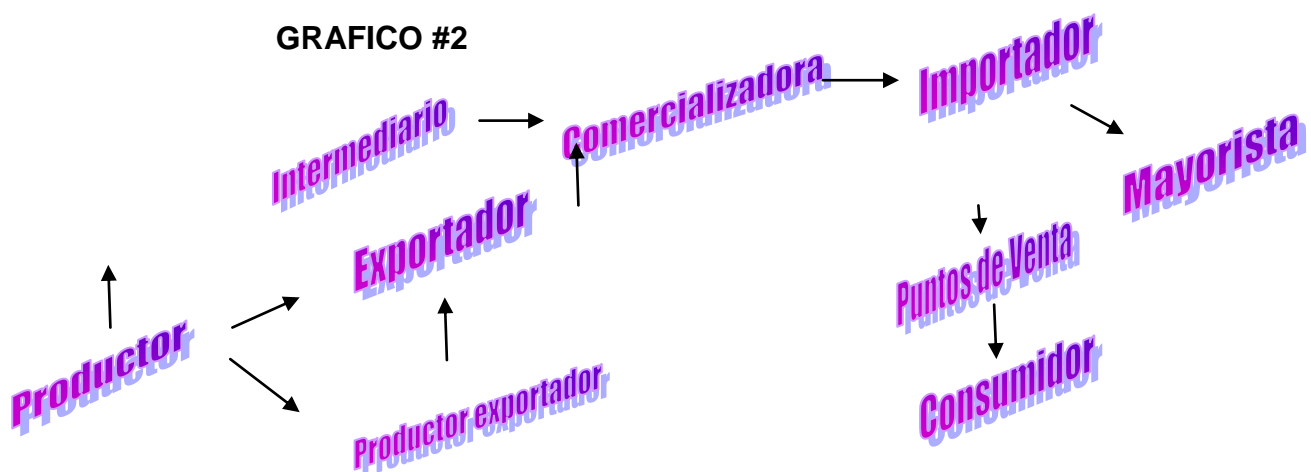 GRAFICO #2
Intermediario
Comercializadora
Importador
Mayorista
Exportador
Puntos de Venta
Productor
Productor exportador
Consumidor